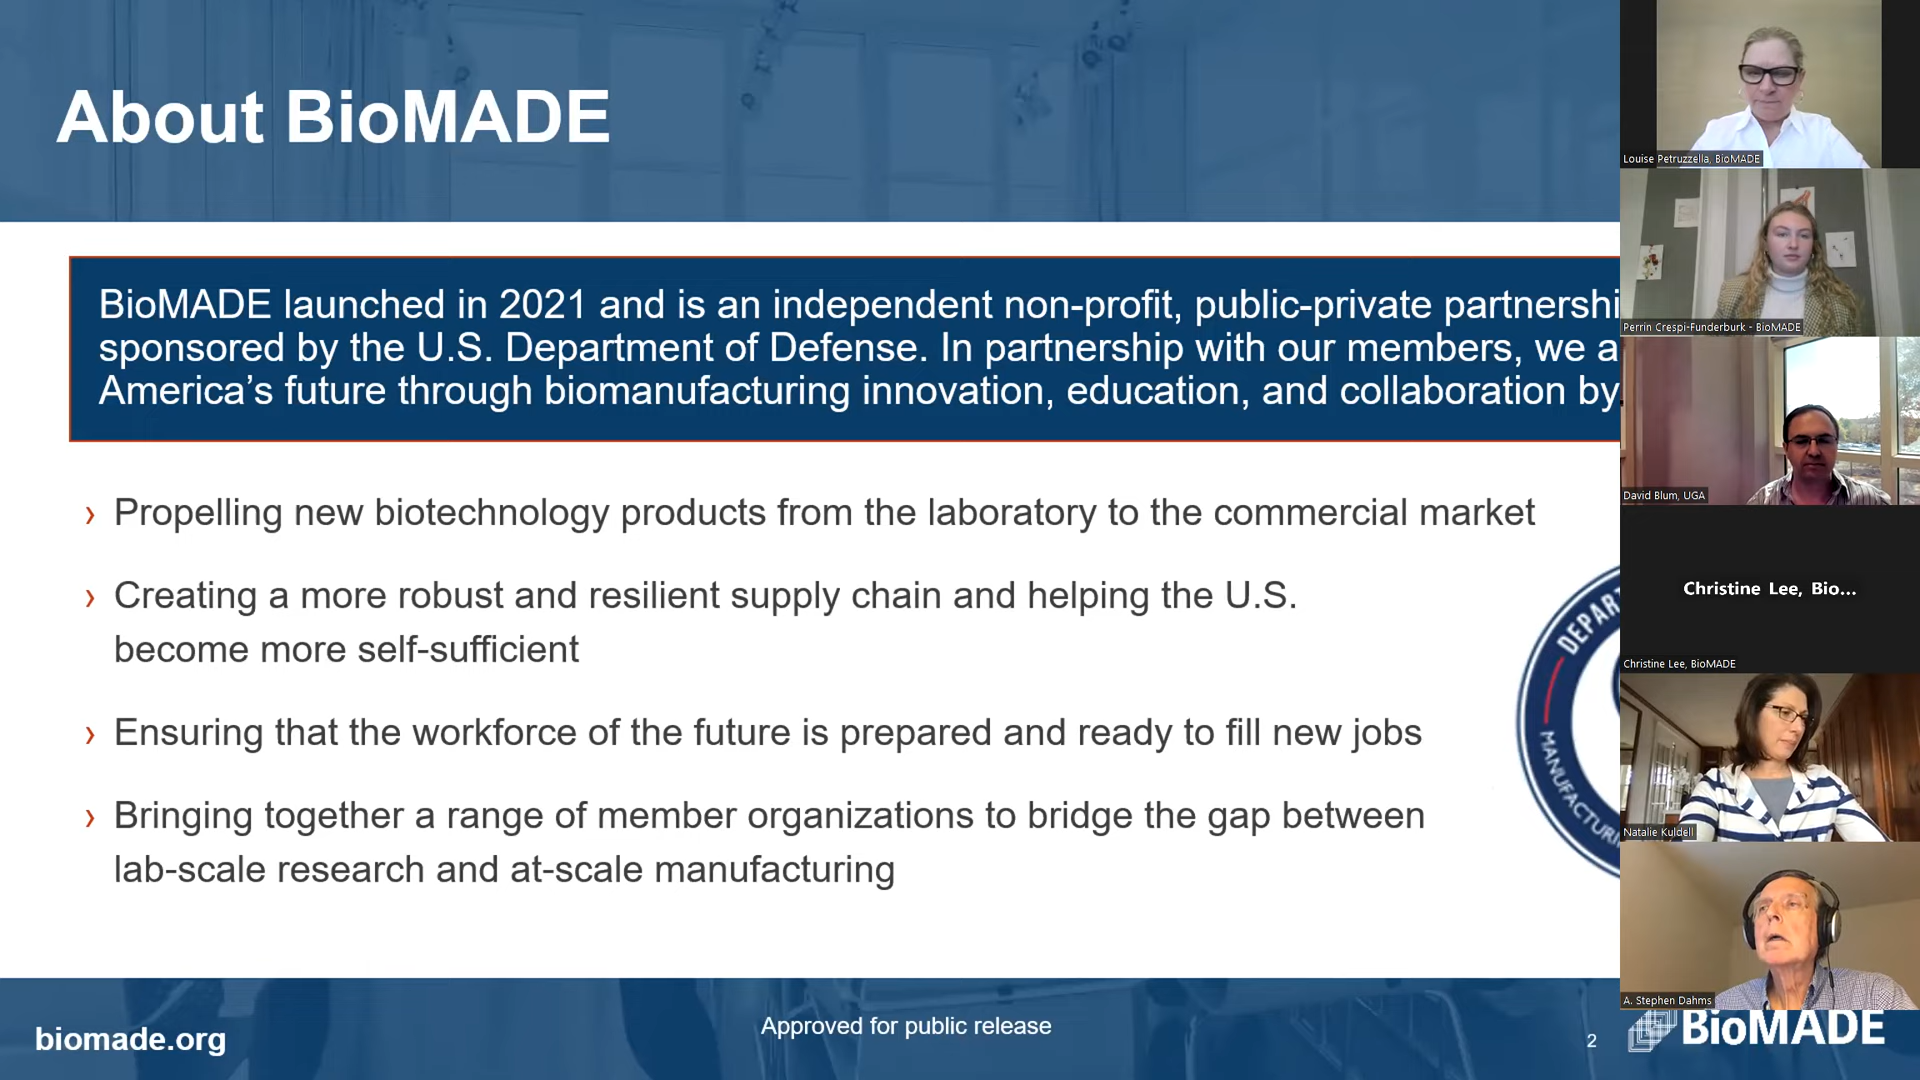 About BioMADE
BioMADE launched in 2021 and is an independent non-profit, public-private partnershi
sponsored by the U.S. Department of Defense. In partnership with our members, we a
America’s future through biomanufacturing innovation, education, and collaboration by
› Propelling new biotechnology products from the laboratory to the commercial market
› Creating a more robust and resilient supply chain and helping the U.S.
become more self-sufficient
› Ensuring that the workforce of the future is prepared and ready to fill new jobs
› Bringing together a range of member organizations to bridge the gap between
lab-scale research and at-scale manufacturing
DEPAR
MANUFACTURI
biomade.org
Approved for public release
2
BioMADE
Louise Petruzzella, BioMADE
Perrin Crespi-Funderburk - BioMADE
David Blum, UGA
Christine Lee, Bio...
Christine Lee, BioMADE
Natalie Kuldell
A. Stephen Dahms